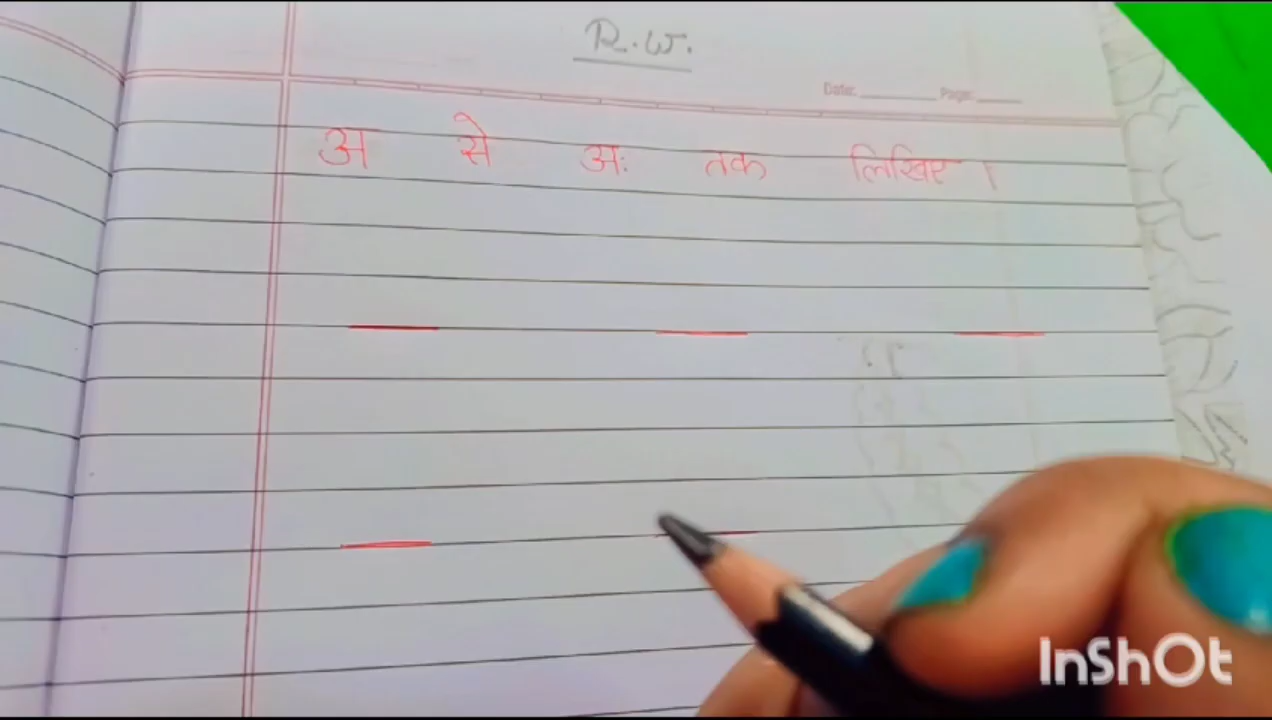 R.W.
Date: Page:
अ से अः तक लिखिए ।
InShOt